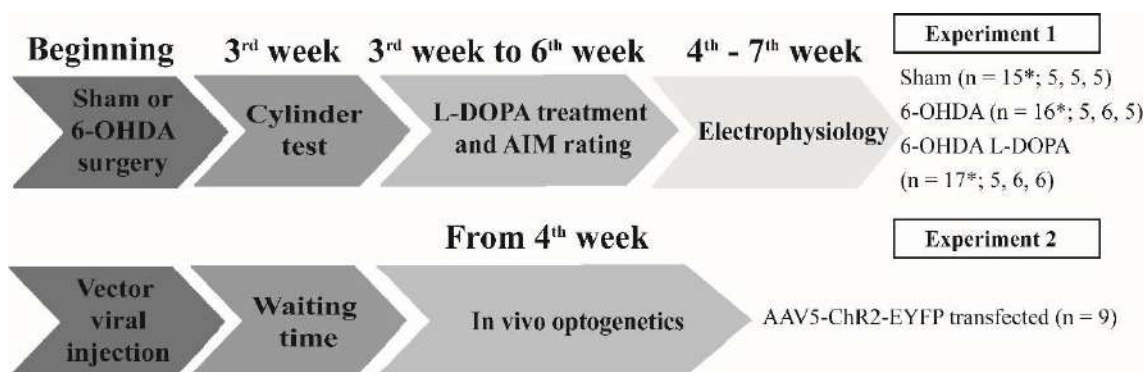 Beginning
3rd week
3rd week to 6th week
4th - 7th week
Experiment 1
Sham or
6-OHDA
surgery
Cylinder
test
L-DOPA treatment
and AIM rating
Electrophysiology
Sham (n = 15*; 5, 5, 5)
6-OHDA (n = 16*; 5, 6, 5)
6-OHDA L-DOPA
(n = 17*; 5, 6, 6)
From 4th week
Experiment 2
Vector
viral
injection
Waiting
time
In vivo optogenetics
AAV5-ChR2-EYFP transfected (n = 9)